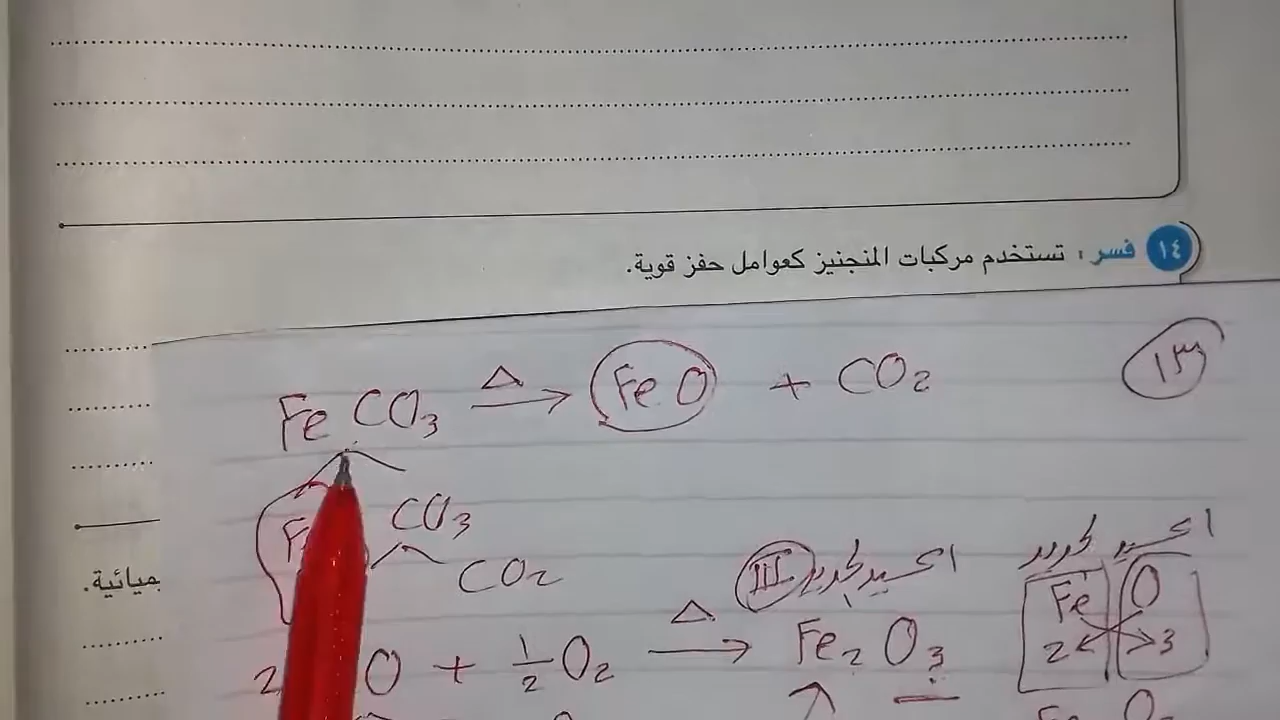 ١٤ فسر : تستخدم مركبات المنجنيز كعوامل حفز قوية.
١٣
FeCO3 →Δ FeO + CO2
CO3
CO2
اكسيد الحديد III
اكسيد الحديد
Fe O
2 3
2 O + 1/2 O2 →Δ Fe2O3
ميائية.